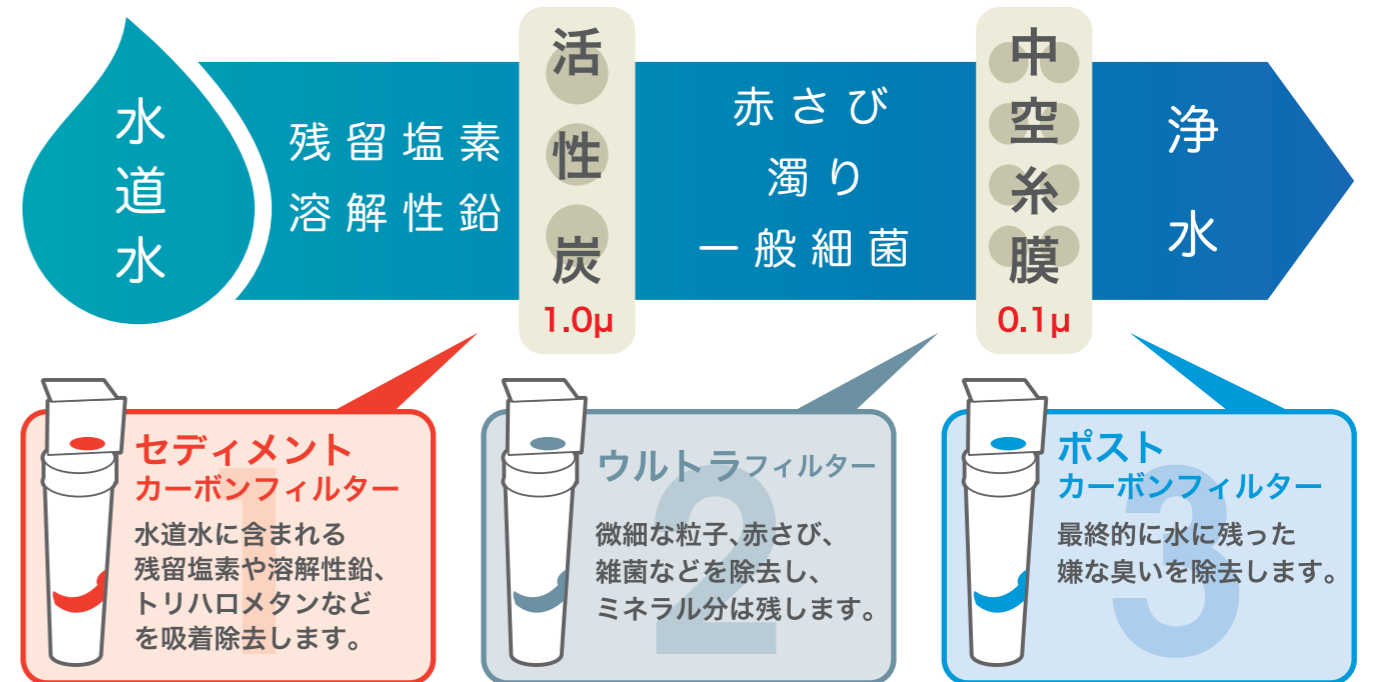 水道水
残留塩素
溶解性鉛
活性炭
1.0μ
赤さび
濁り
一般細菌
中空糸膜
0.1μ
浄水
1
セディメント
カーボンフィルター
水道水に含まれる
残留塩素や溶解性鉛、
トリハロメタンなど
を吸着除去します。
2
ウルトラフィルター
微細な粒子、赤さび、
雑菌などを除去し、
ミネラル分は残します。
3
ポスト
カーボンフィルター
最終的に水に残った
嫌な臭いを除去します。